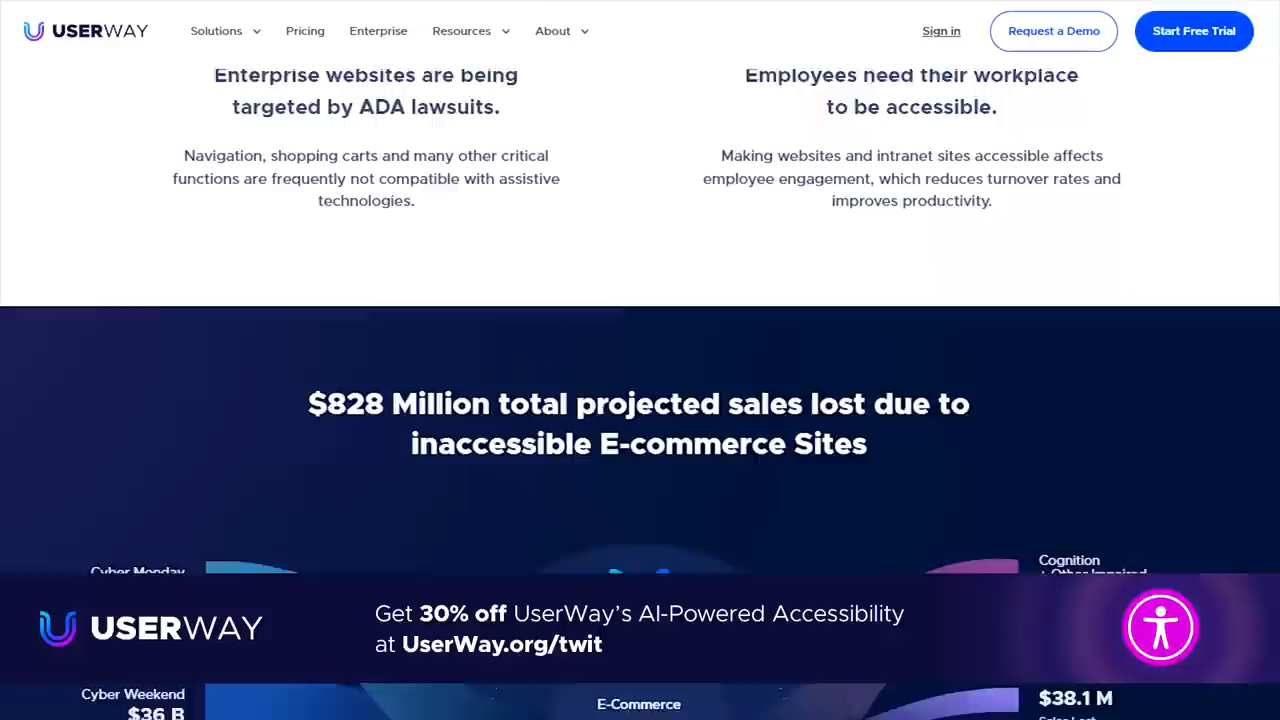 USERWAY
Solutions
Pricing
Enterprise
Resources
About
Sign in
Request a Demo
Start Free Trial
Enterprise websites are being
targeted by ADA lawsuits.
Navigation, shopping carts and many other critical
functions are frequently not compatible with assistive
technologies.
Employees need their workplace
to be accessible.
Making websites and intranet sites accessible affects
employee engagement, which reduces turnover rates and
improves productivity.
$828 Million total projected sales lost due to
inaccessible E-commerce Sites
Cyber Monday
Cognition
+ Other Impaired
USERWAY
Get 30% off UserWay's AI-Powered Accessibility
at UserWay.org/twit
Cyber Weekend
$36 B
E-Commerce
$38.1 M
Sales Lost